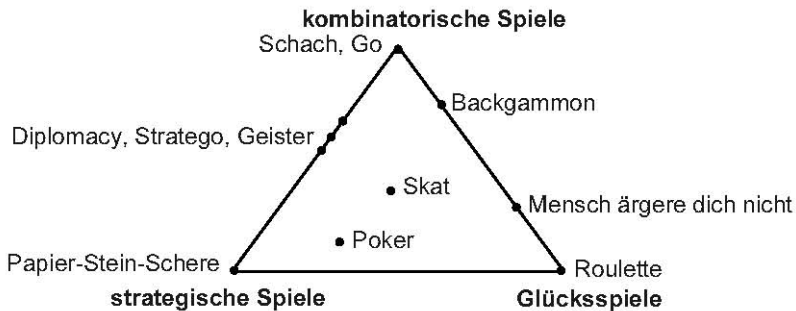 kombinatorische Spiele
Schach, Go
Backgammon
Diplomacy, Stratego, Geister
Skat
Mensch ärgere dich nicht
Poker
Papier-Stein-Schere
Roulette
strategische Spiele
Glücksspiele